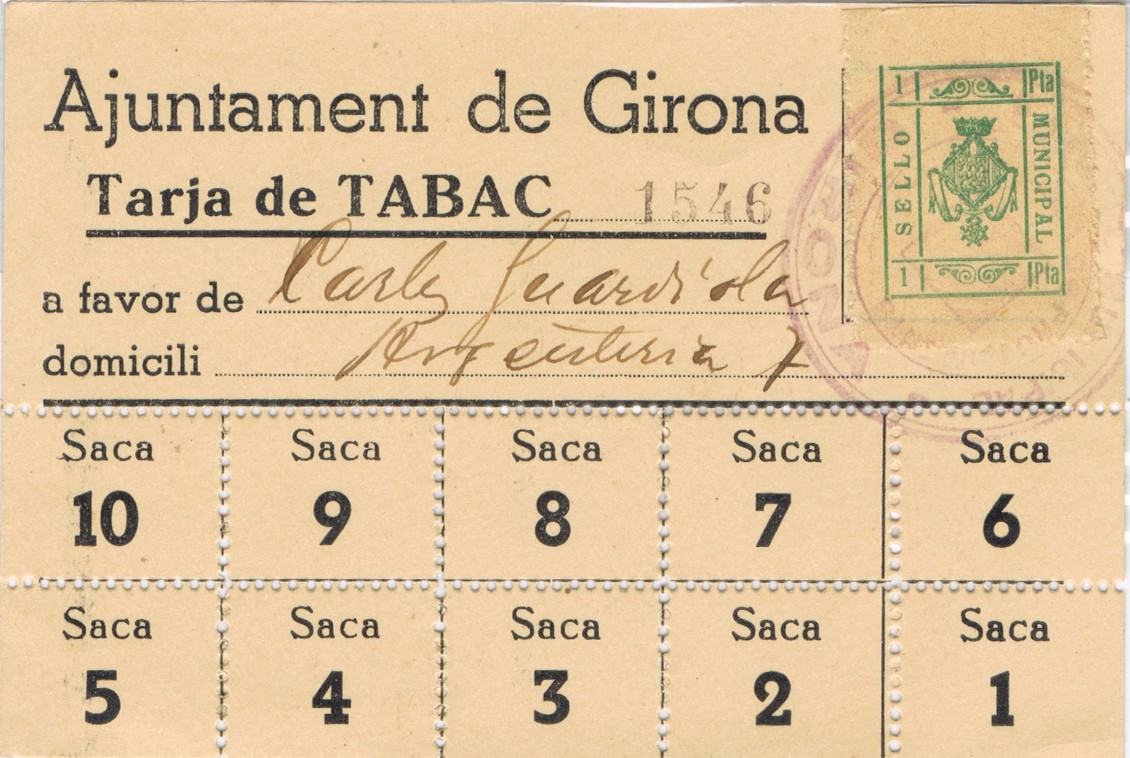 Ajuntament de Girona
Tarja de TABAC 1546
a favor de Carles Guardiola
domicili Argenteria 7
1 Pta
SELLO MUNICIPAL
1 Pta
Saca Saca Saca Saca Saca
10 9 8 7 6
Saca Saca Saca Saca Saca
5 4 3 2 1